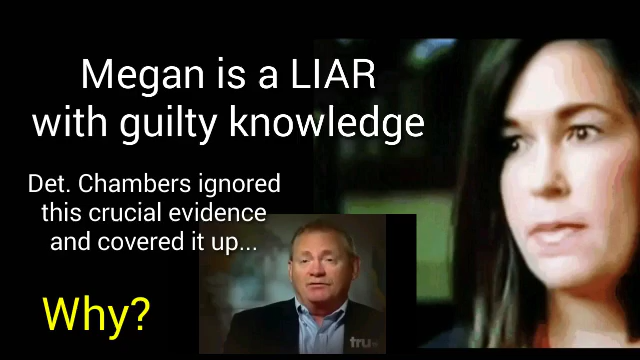 Megan is a LIAR
with guilty knowledge
Det. Chambers ignored
this crucial evidence
and covered it up...
Why?
tru